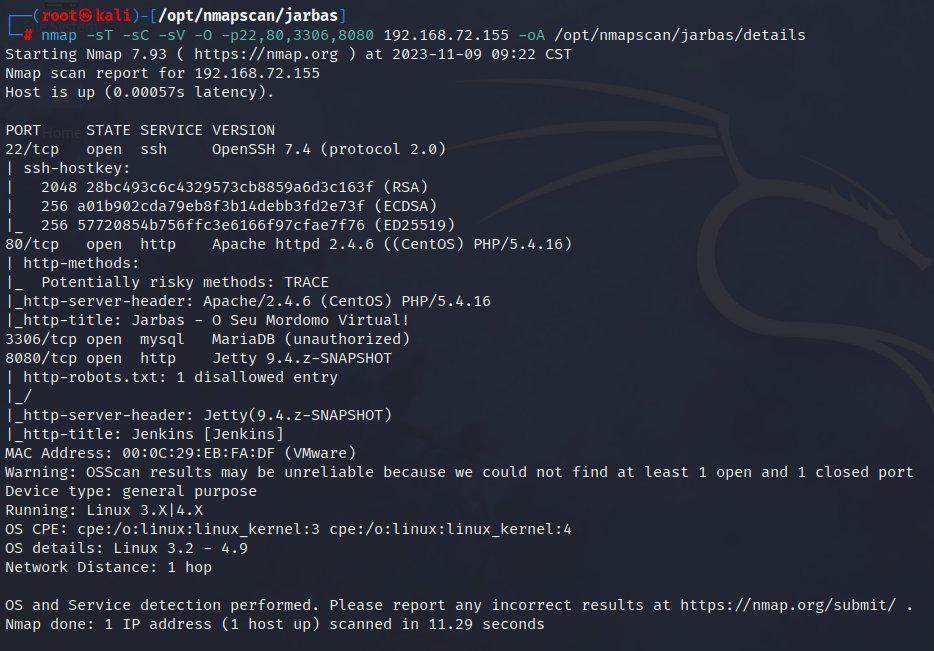 ┌──(root㉿kali)-[/opt/nmapscan/jarbas]
└─# nmap -sT -sC -sV -O -p22,80,3306,8080 192.168.72.155 -oA /opt/nmapscan/jarbas/details
Starting Nmap 7.93 ( https://nmap.org ) at 2023-11-09 09:22 CST
Nmap scan report for 192.168.72.155
Host is up (0.00057s latency).

PORT     STATE SERVICE VERSION
22/tcp   open  ssh     OpenSSH 7.4 (protocol 2.0)
| ssh-hostkey:
|   2048 28bc493c6c4329573cb8859a6d3c163f (RSA)
|   256 a01b902cda79eb8f3b14debb3fd2e73f (ECDSA)
|_  256 57720854b756ffc3e6166f97cfae7f76 (ED25519)
80/tcp   open  http    Apache httpd 2.4.6 ((CentOS) PHP/5.4.16)
| http-methods:
|_  Potentially risky methods: TRACE
|_http-server-header: Apache/2.4.6 (CentOS) PHP/5.4.16
|_http-title: Jarbas - O Seu Mordomo Virtual!
3306/tcp open  mysql   MariaDB (unauthorized)
8080/tcp open  http    Jetty 9.4.z-SNAPSHOT
| http-robots.txt: 1 disallowed entry
|_/
|_http-server-header: Jetty(9.4.z-SNAPSHOT)
|_http-title: Jenkins [Jenkins]
MAC Address: 00:0C:29:EB:FA:DF (VMware)
Warning: OSScan results may be unreliable because we could not find at least 1 open and 1 closed port
Device type: general purpose
Running: Linux 3.X|4.X
OS CPE: cpe:/o:linux:linux_kernel:3 cpe:/o:linux:linux_kernel:4
OS details: Linux 3.2 - 4.9
Network Distance: 1 hop

OS and Service detection performed. Please report any incorrect results at https://nmap.org/submit/ .
Nmap done: 1 IP address (1 host up) scanned in 11.29 seconds
Home